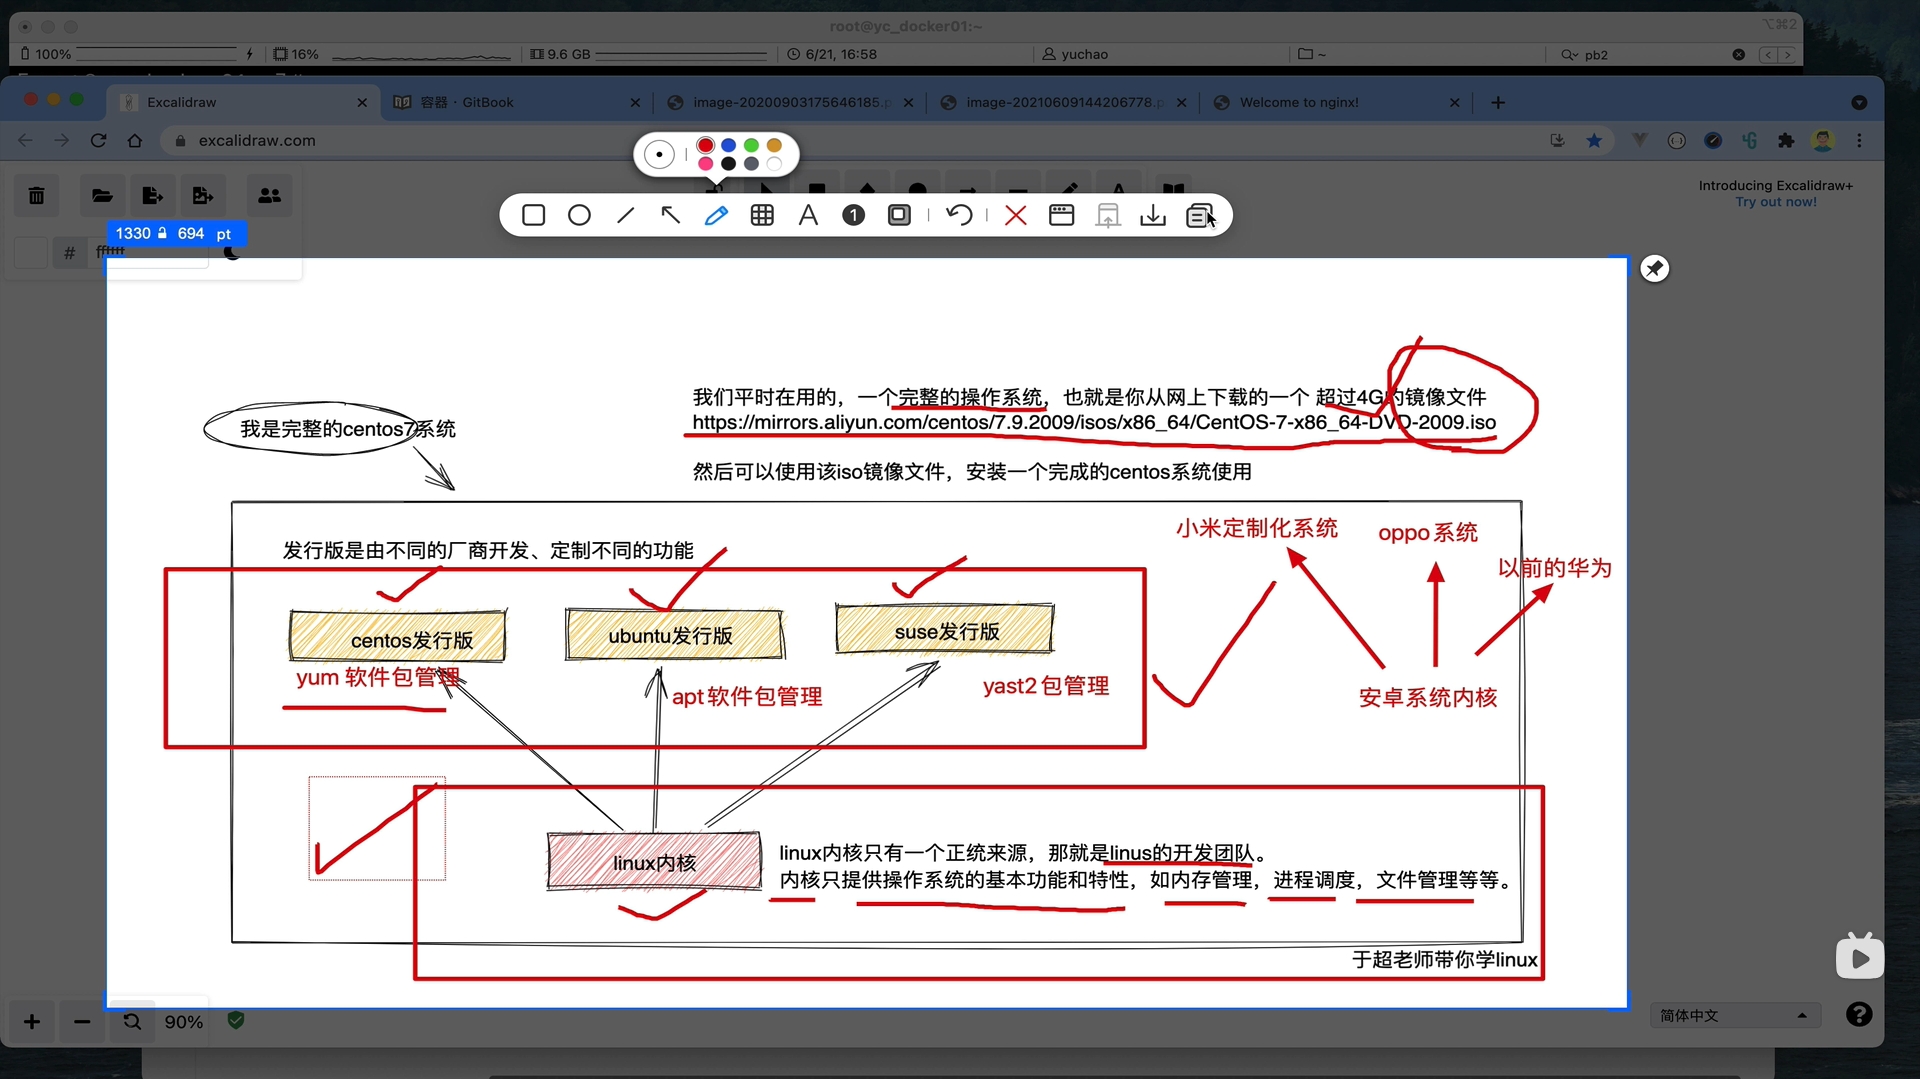 root@yc_docker01:~
⌥⌘2
100%
16%
9.6 GB
6/21, 16:58
yuchao
~
pb2
Excalidraw
容器 · GitBook
image-20200903175646185.p
image-20210609144206778.p
Welcome to nginx!
excalidraw.com
Introducing Excalidraw+
Try out now!
1330 694 pt
# ffffff
A
1
我们平时在用的，一个完整的操作系统，也就是你从网上下载的一个 超过4G的镜像文件
https://mirrors.aliyun.com/centos/7.9.2009/isos/x86_64/CentOS-7-x86_64-DVD-2009.iso
我是完整的centos7系统
然后可以使用该iso镜像文件，安装一个完成的centos系统使用
小米定制化系统
oppo系统
以前的华为
发行版是由不同的厂商开发、定制不同的功能
centos发行版
ubuntu发行版
suse发行版
yum 软件包管理
apt软件包管理
yast2包管理
安卓系统内核
linux内核
linux内核只有一个正统来源，那就是linus的开发团队。
内核只提供操作系统的基本功能和特性，如内存管理，进程调度，文件管理等等。
于超老师带你学linux
90%
简体中文